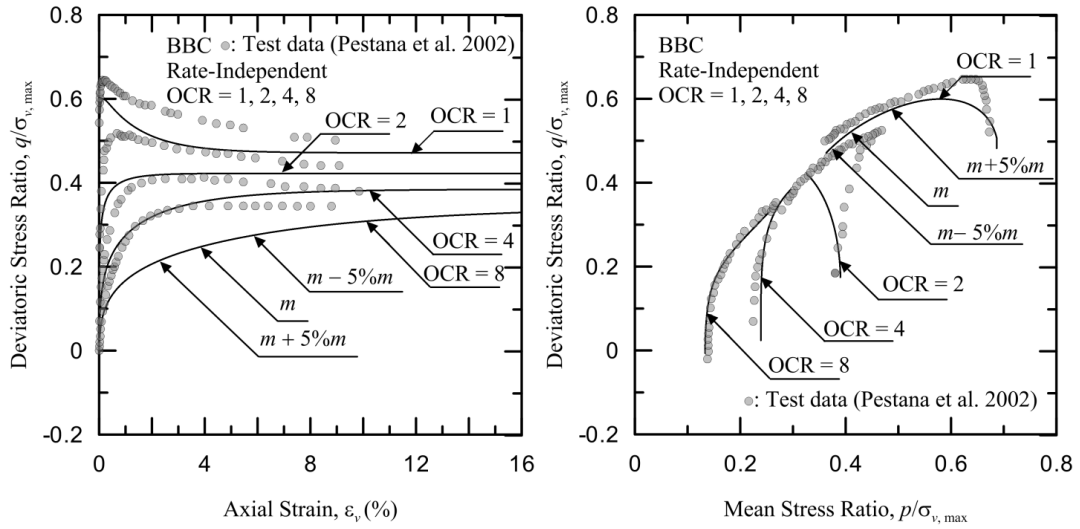 BBC : Test data (Pestana et al. 2002)
Rate-Independent
OCR = 1, 2, 4, 8
OCR = 2
OCR = 1
OCR = 4
OCR = 8
m − 5%m
m
m + 5%m
0.8
0.6
0.4
0.2
0
-0.2
0 4 8 12 16
Deviatoric Stress Ratio, q/σv, max
Axial Strain, εv (%)
BBC
Rate-Independent
OCR = 1, 2, 4, 8
OCR = 1
m+5%m
m
m− 5%m
OCR = 2
OCR = 4
OCR = 8
: Test data (Pestana et al. 2002)
0.8
0.6
0.4
0.2
0
-0.2
0 0.2 0.4 0.6 0.8
Deviatoric Stress Ratio, q/σv, max
Mean Stress Ratio, p/σv, max